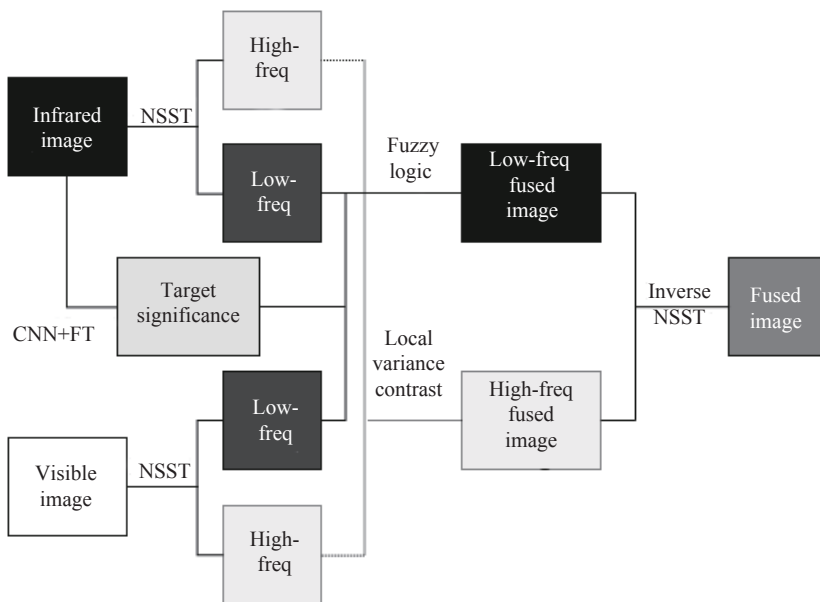 High-
freq
Infrared
image
NSST
Low-
freq
Fuzzy
logic
Low-freq
fused
image
Target
significance
CNN+FT
Inverse
NSST
Fused
image
Local
variance
contrast
Low-
freq
High-freq
fused
image
Visible
image
NSST
High-
freq